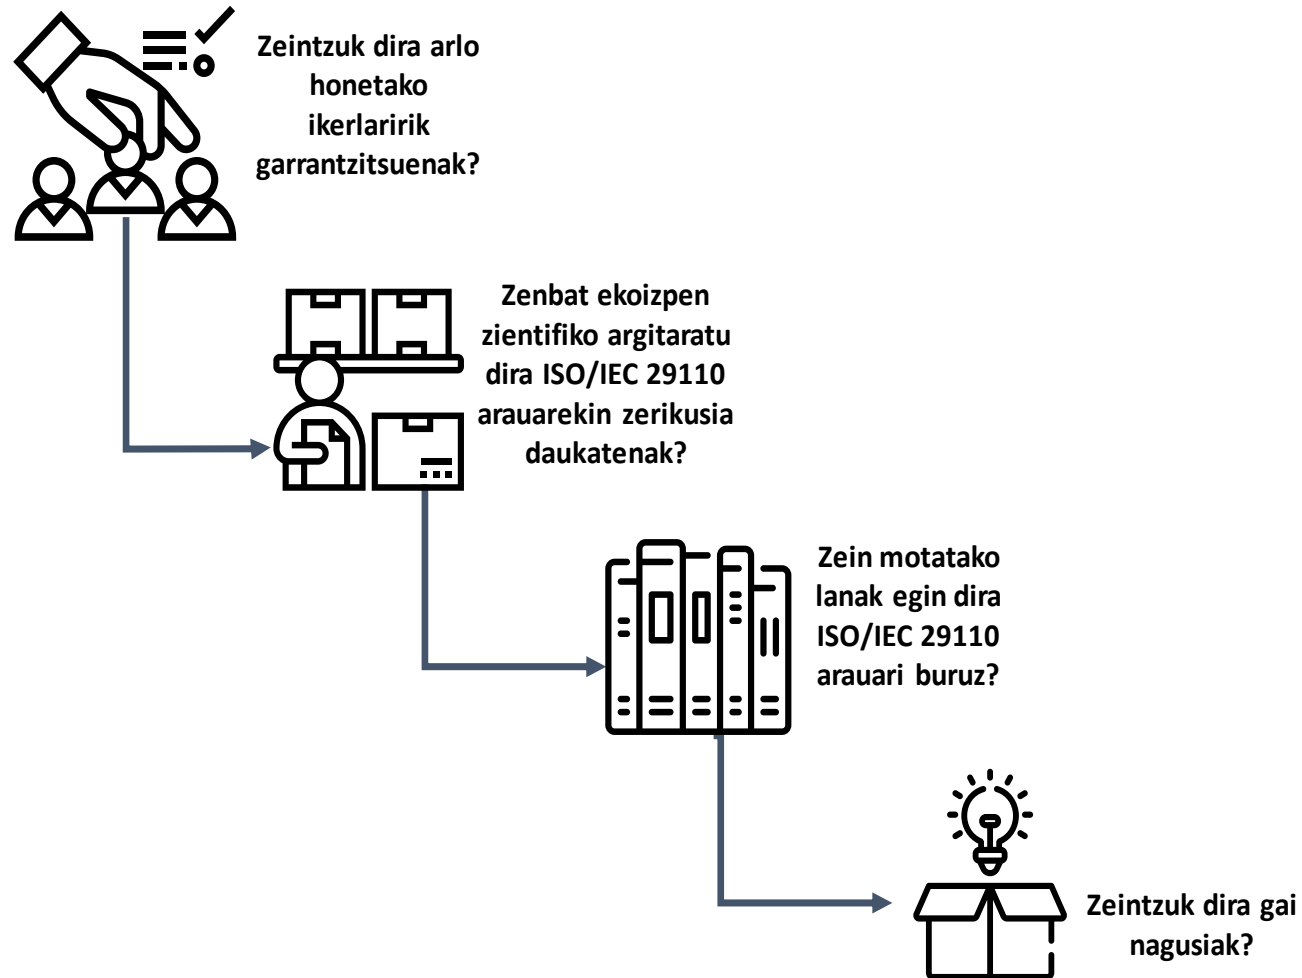 Zeintzuk dira arlo
honetako
ikerlaririk
garrantzitsuenak?
Zenbat ekoizpen
zientifiko argitaratu
dira ISO/IEC 29110
arauarekin zerikusia
daukatenak?
Zein motatako
lanak egin dira
ISO/IEC 29110
arauari buruz?
Zeintzuk dira gai
nagusiak?